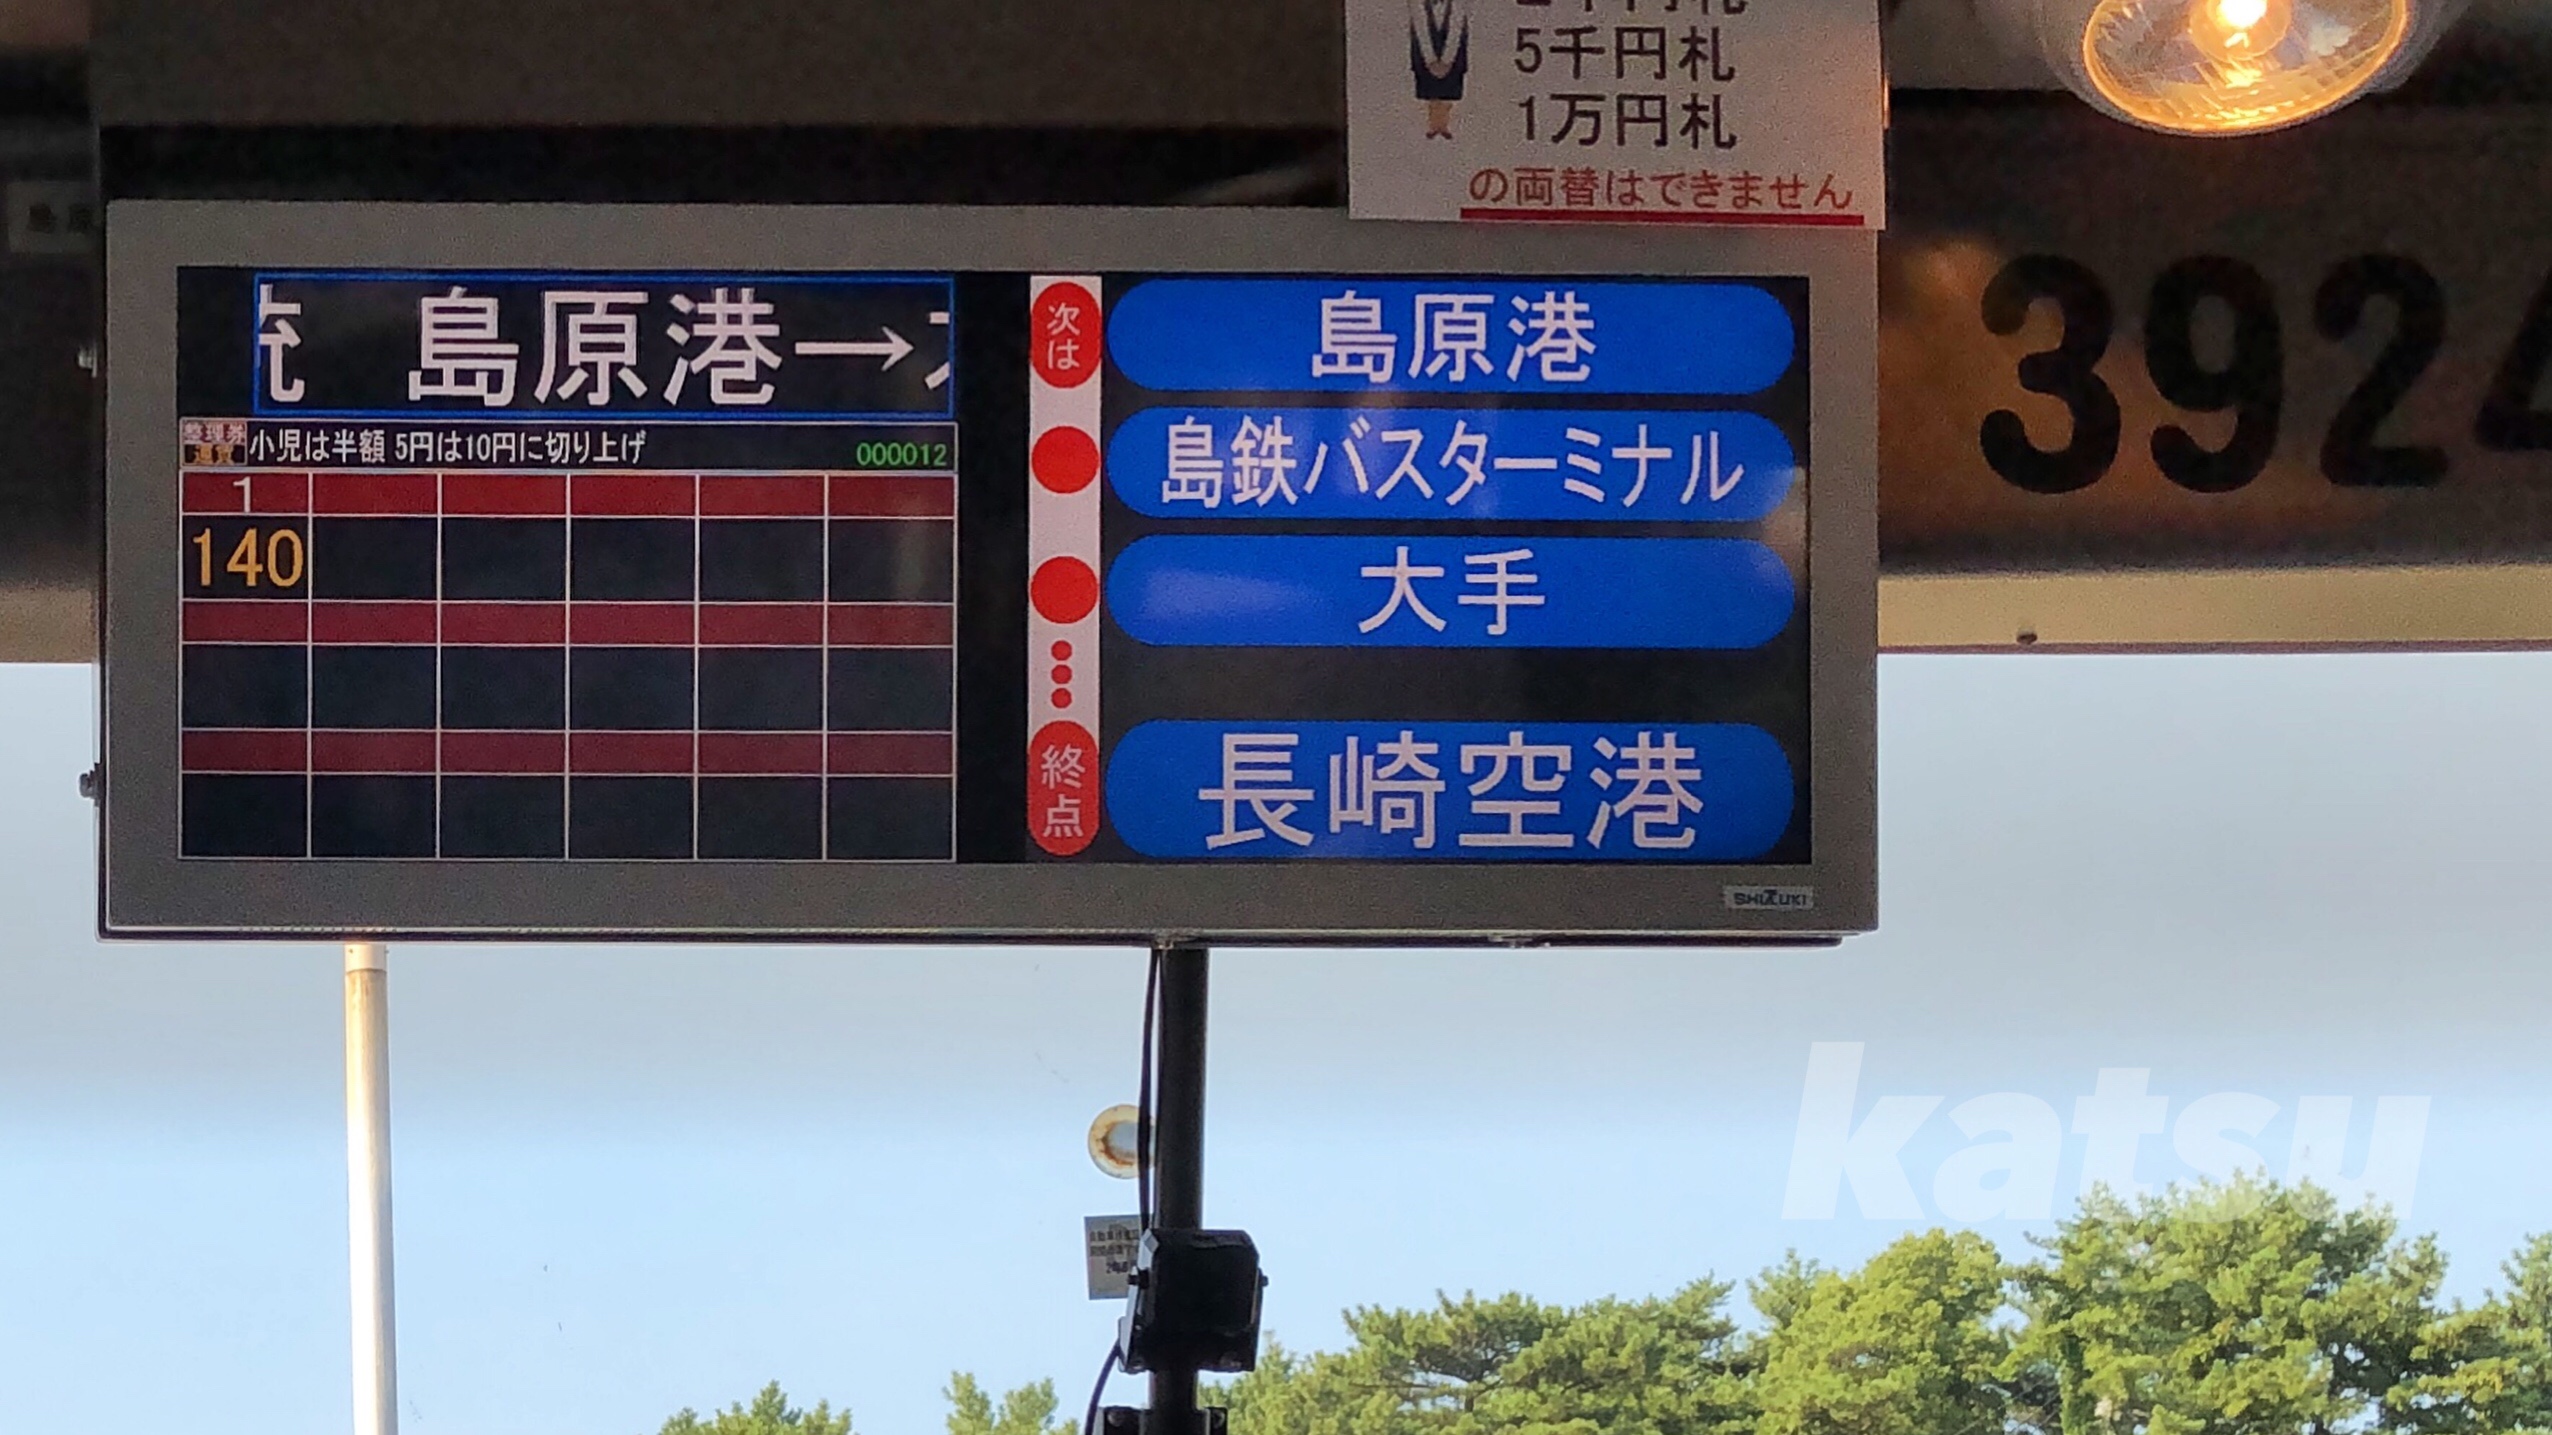 5千円札
1万円札
の両替はできません
島原港→
整理券
運賃
小児は半額 5円は10円に切り上げ
000012
1
140
次は
島原港
島鉄バスターミナル
大手
終点
長崎空港
392
SHIZUKI
katsu